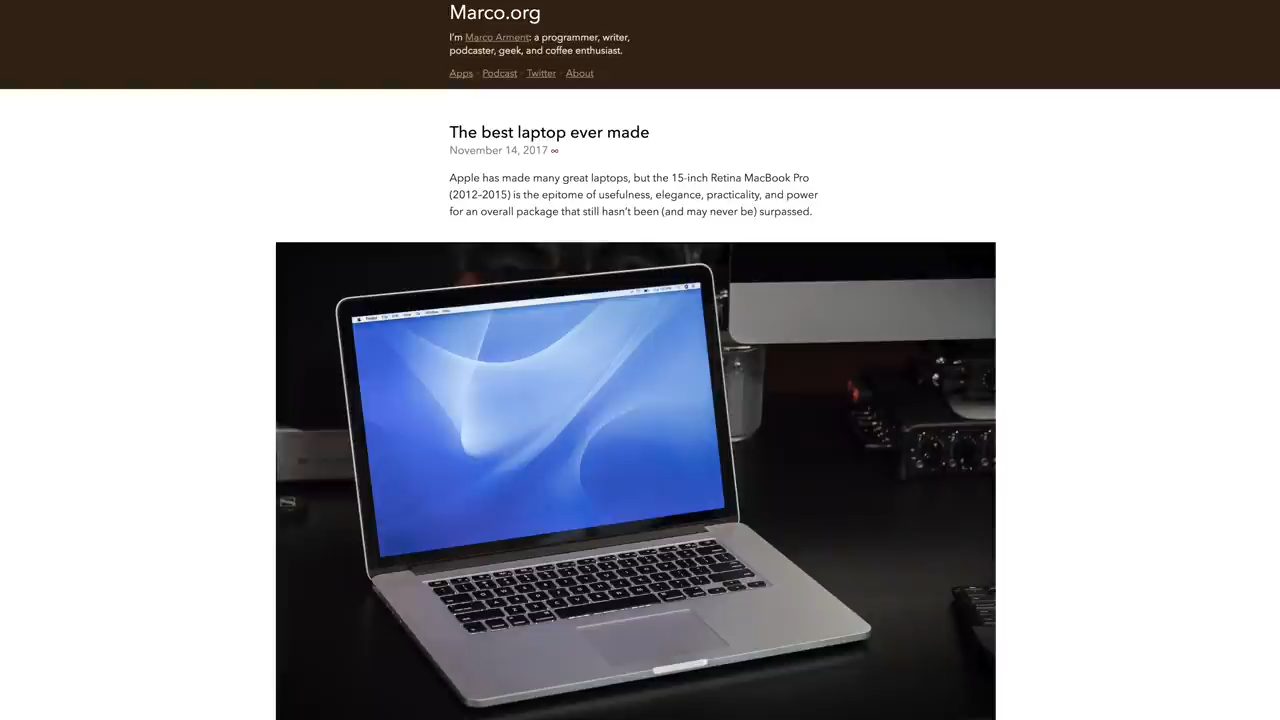 Marco.org
I'm Marco Arment: a programmer, writer,
podcaster, geek, and coffee enthusiast.
Apps · Podcast · Twitter · About
The best laptop ever made
November 14, 2017 ∞
Apple has made many great laptops, but the 15-inch Retina MacBook Pro
(2012–2015) is the epitome of usefulness, elegance, practicality, and power
for an overall package that still hasn't been (and may never be) surpassed.